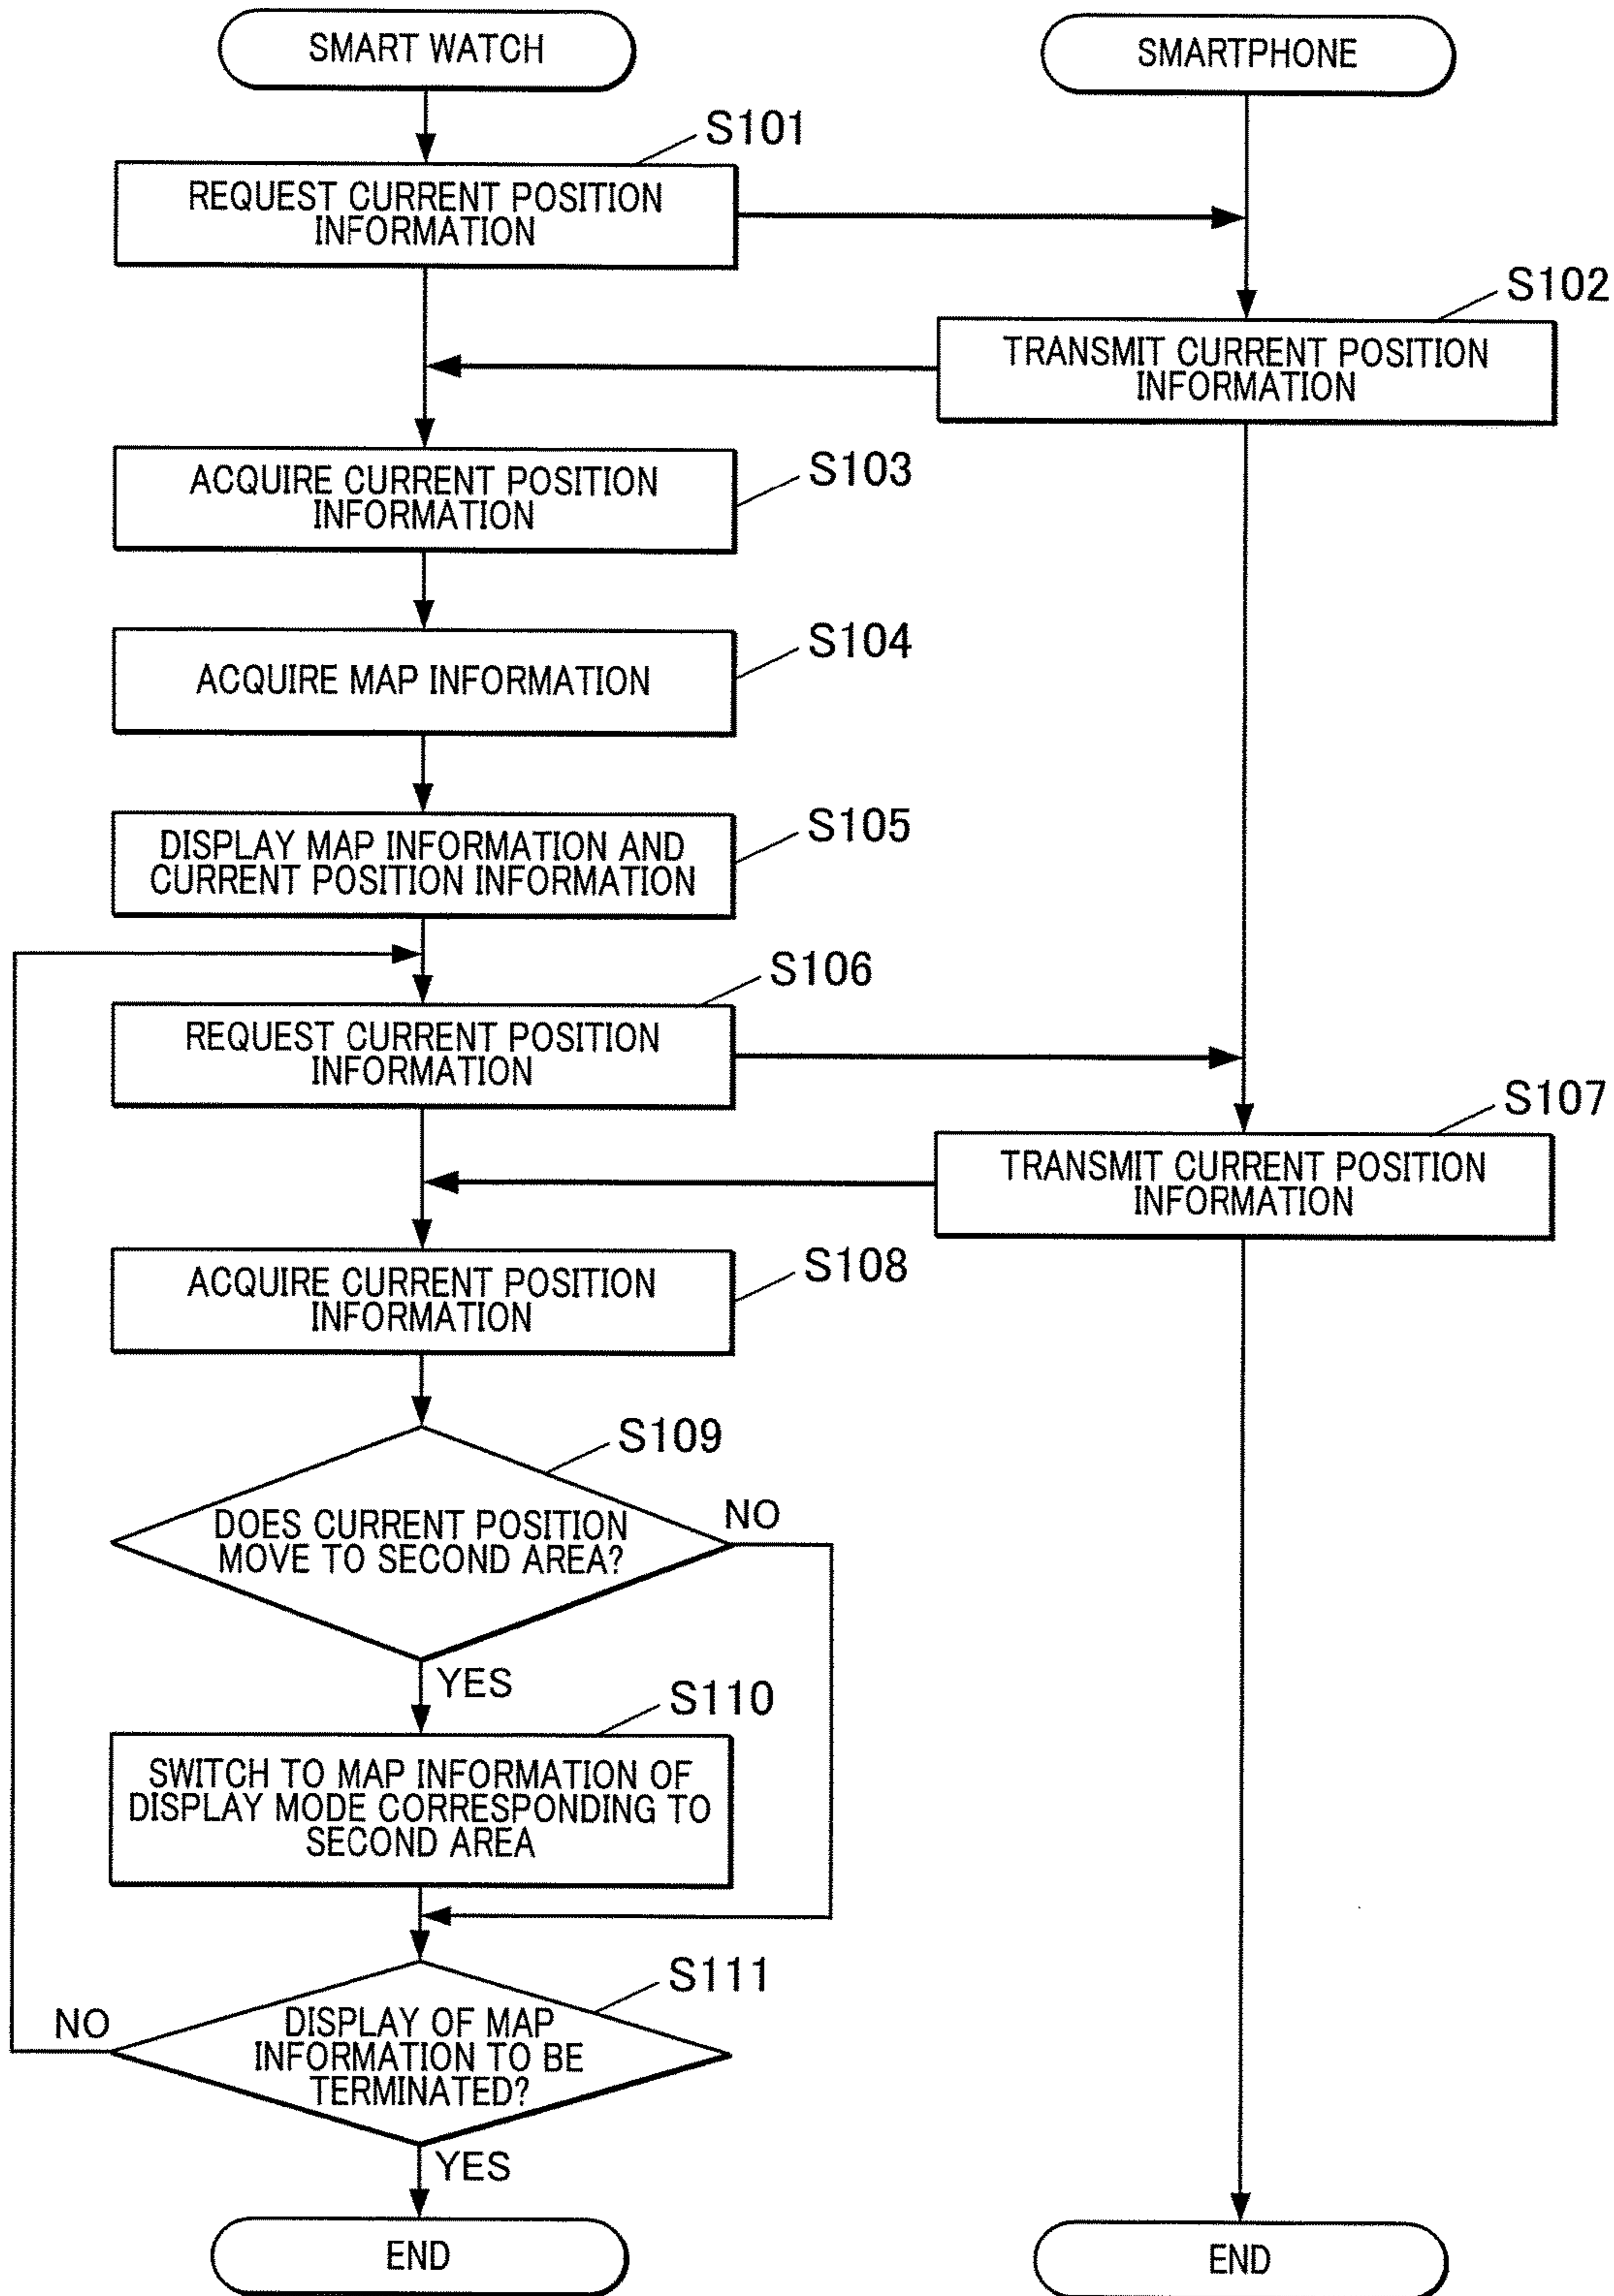 SMART WATCH
SMARTPHONE
S101
REQUEST CURRENT POSITION
INFORMATION
S102
TRANSMIT CURRENT POSITION
INFORMATION
S103
ACQUIRE CURRENT POSITION
INFORMATION
S104
ACQUIRE MAP INFORMATION
S105
DISPLAY MAP INFORMATION AND
CURRENT POSITION INFORMATION
S106
REQUEST CURRENT POSITION
INFORMATION
S107
TRANSMIT CURRENT POSITION
INFORMATION
S108
ACQUIRE CURRENT POSITION
INFORMATION
S109
DOES CURRENT POSITION
MOVE TO SECOND AREA?
NO
YES
S110
SWITCH TO MAP INFORMATION OF
DISPLAY MODE CORRESPONDING TO
SECOND AREA
S111
DISPLAY OF MAP
INFORMATION TO BE
TERMINATED?
NO
YES
END
END